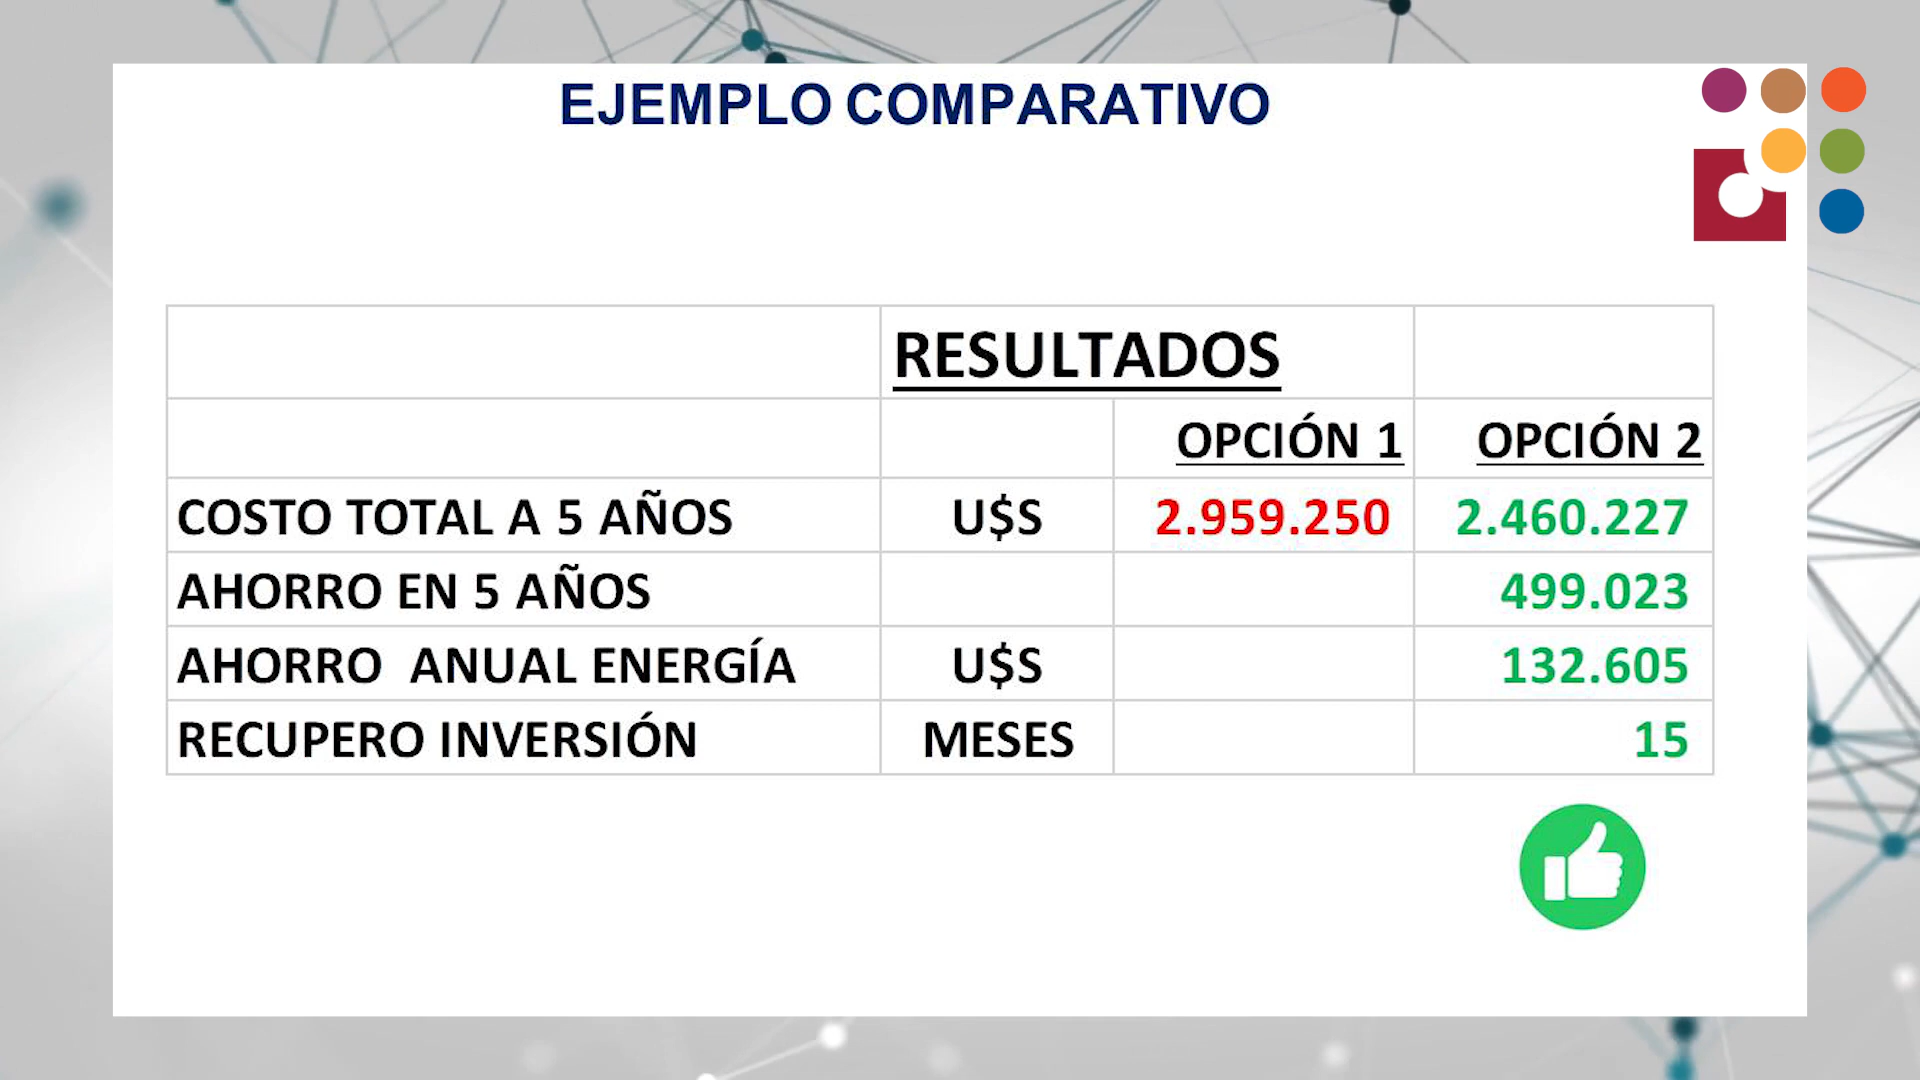 EJEMPLO COMPARATIVO
RESULTADOS
OPCIÓN 1 OPCIÓN 2
COSTO TOTAL A 5 AÑOS U$S 2.959.250 2.460.227
AHORRO EN 5 AÑOS 499.023
AHORRO ANUAL ENERGÍA U$S 132.605
RECUPERO INVERSIÓN MESES 15